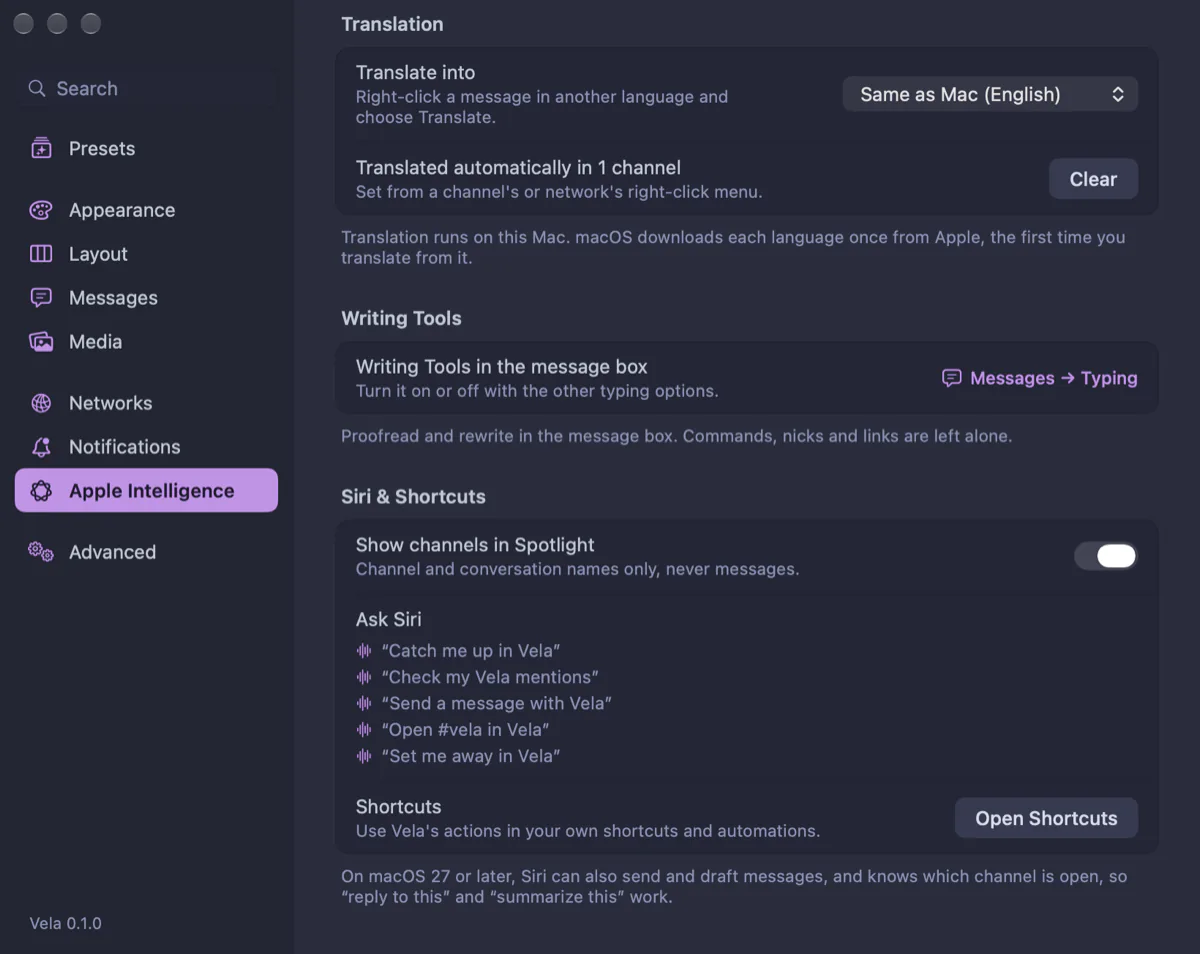 Search
Presets
Appearance
Layout
Messages
Media
Networks
Notifications
Apple Intelligence
Advanced
Vela 0.1.0
Translation
Translate into
Right-click a message in another language and
choose Translate.
Same as Mac (English)
Translated automatically in 1 channel
Set from a channel's or network's right-click menu.
Clear
Translation runs on this Mac. macOS downloads each language once from Apple, the first time you
translate from it.
Writing Tools
Writing Tools in the message box
Turn it on or off with the other typing options.
Messages → Typing
Proofread and rewrite in the message box. Commands, nicks and links are left alone.
Siri & Shortcuts
Show channels in Spotlight
Channel and conversation names only, never messages.
Ask Siri
“Catch me up in Vela”
“Check my Vela mentions”
“Send a message with Vela”
“Open #vela in Vela”
“Set me away in Vela”
Shortcuts
Use Vela's actions in your own shortcuts and automations.
Open Shortcuts
On macOS 27 or later, Siri can also send and draft messages, and knows which channel is open, so
“reply to this” and “summarize this” work.